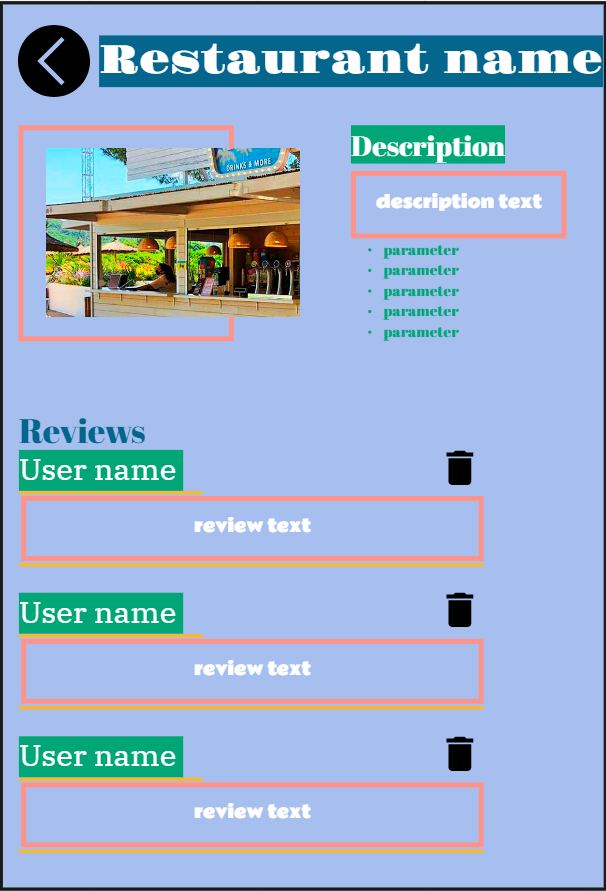 Restaurant name
DRINKS & MORE
Description
description text
• parameter
• parameter
• parameter
• parameter
• parameter
Reviews
User name
review text
User name
review text
User name
review text